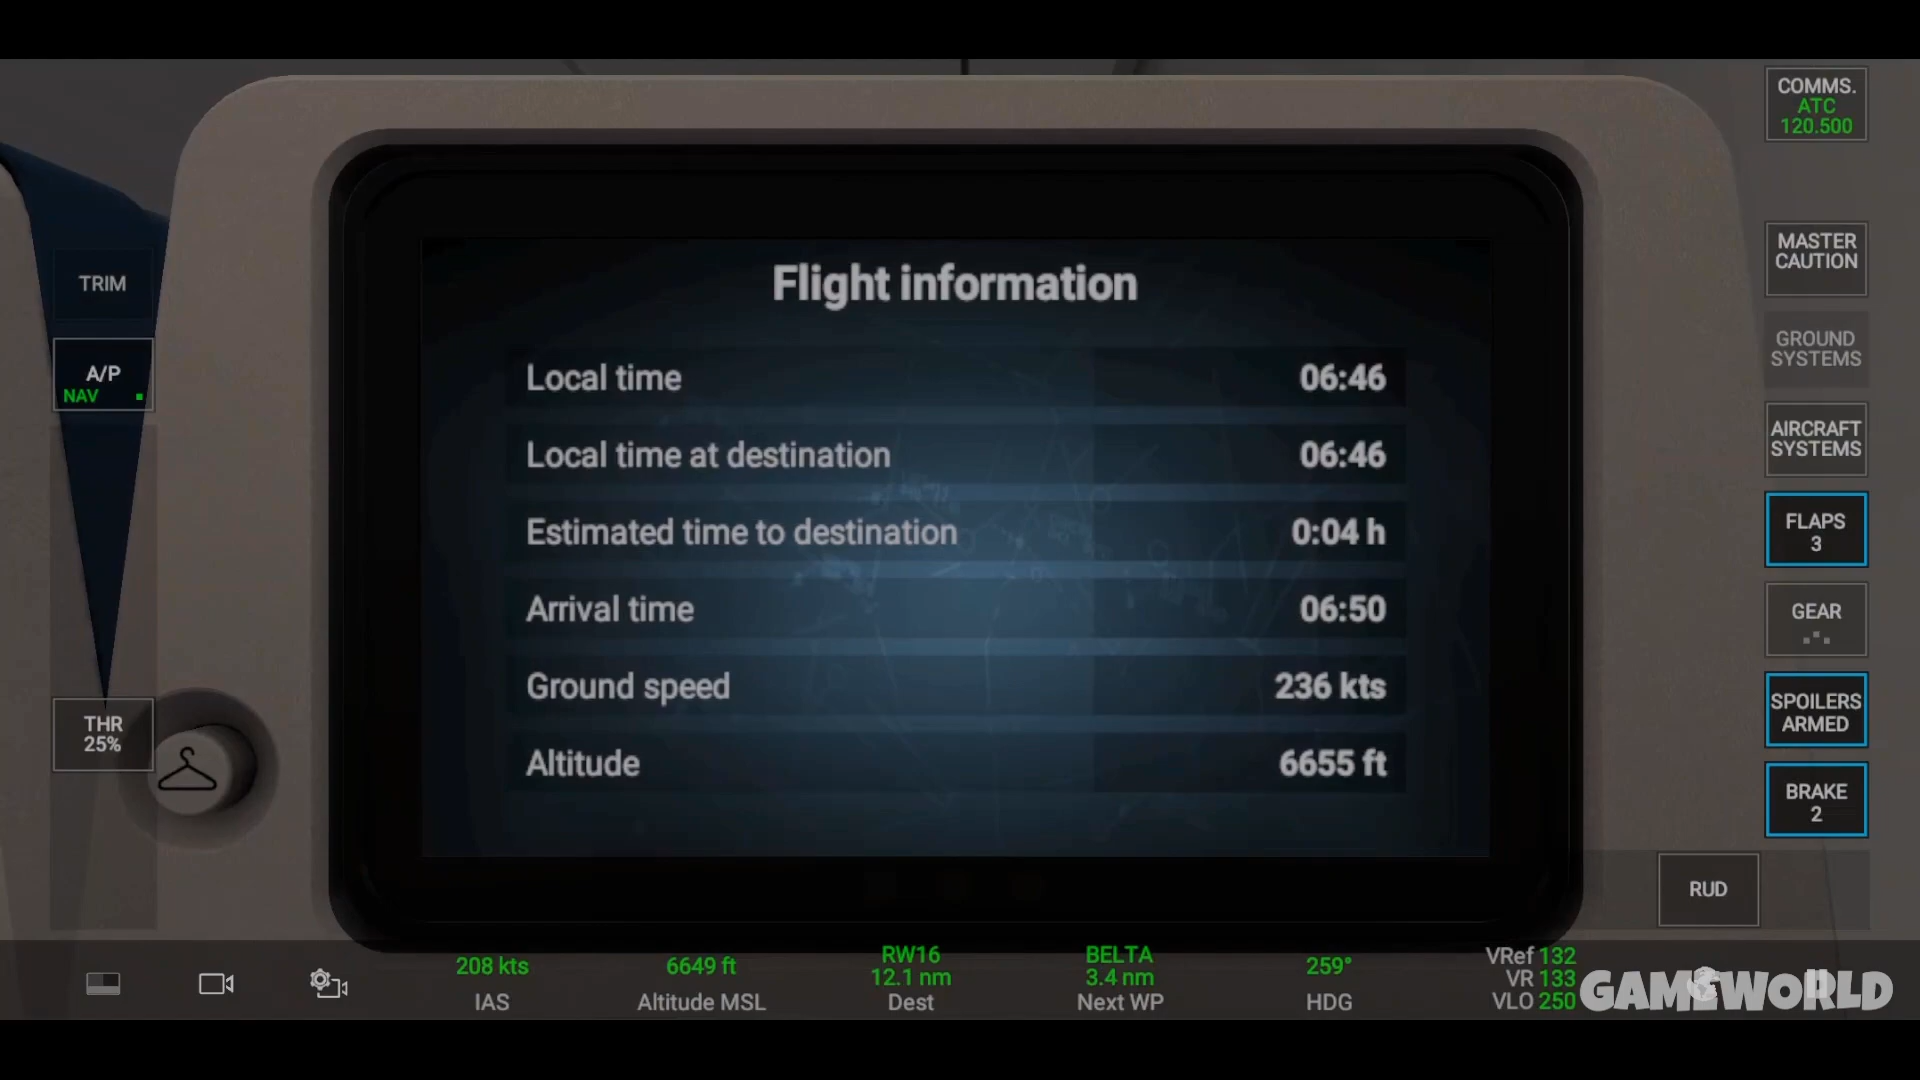 COMMS.
ATC
120.500
MASTER
CAUTION
GROUND
SYSTEMS
AIRCRAFT
SYSTEMS
FLAPS
3
GEAR
SPOILERS
ARMED
BRAKE
2
RUD
TRIM
A/P
NAV
THR
25%
Flight information
Local time 06:46
Local time at destination 06:46
Estimated time to destination 0:04 h
Arrival time 06:50
Ground speed 236 kts
Altitude 6655 ft
208 kts
IAS
6649 ft
Altitude MSL
RW16
12.1 nm
Dest
BELTA
3.4 nm
Next WP
259°
HDG
VRef 132
VR 133
VLO 250
GAMEWORLD